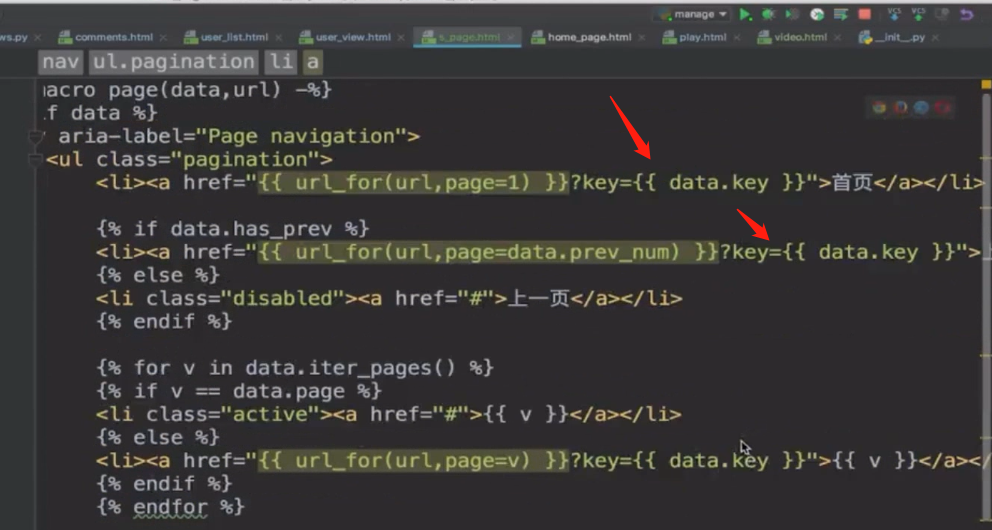 manage
ws.py comments.html user_list.html user_view.html s_page.html home_page.html play.html video.html __init__.py
nav ul.pagination li a
acro page(data,url) -%}
f data %}
aria-label="Page navigation">
<ul class="pagination">
<li><a href="{{ url_for(url,page=1) }}?key={{ data.key }}">首页</a></li>
{% if data.has_prev %}
<li><a href="{{ url_for(url,page=data.prev_num) }}?key={{ data.key }}">
{% else %}
<li class="disabled"><a href="#">上一页</a></li>
{% endif %}
{% for v in data.iter_pages() %}
{% if v == data.page %}
<li class="active"><a href="#">{{ v }}</a></li>
{% else %}
<li><a href="{{ url_for(url,page=v) }}?key={{ data.key }}">{{ v }}</a></
{% endif %}
{% endfor %}